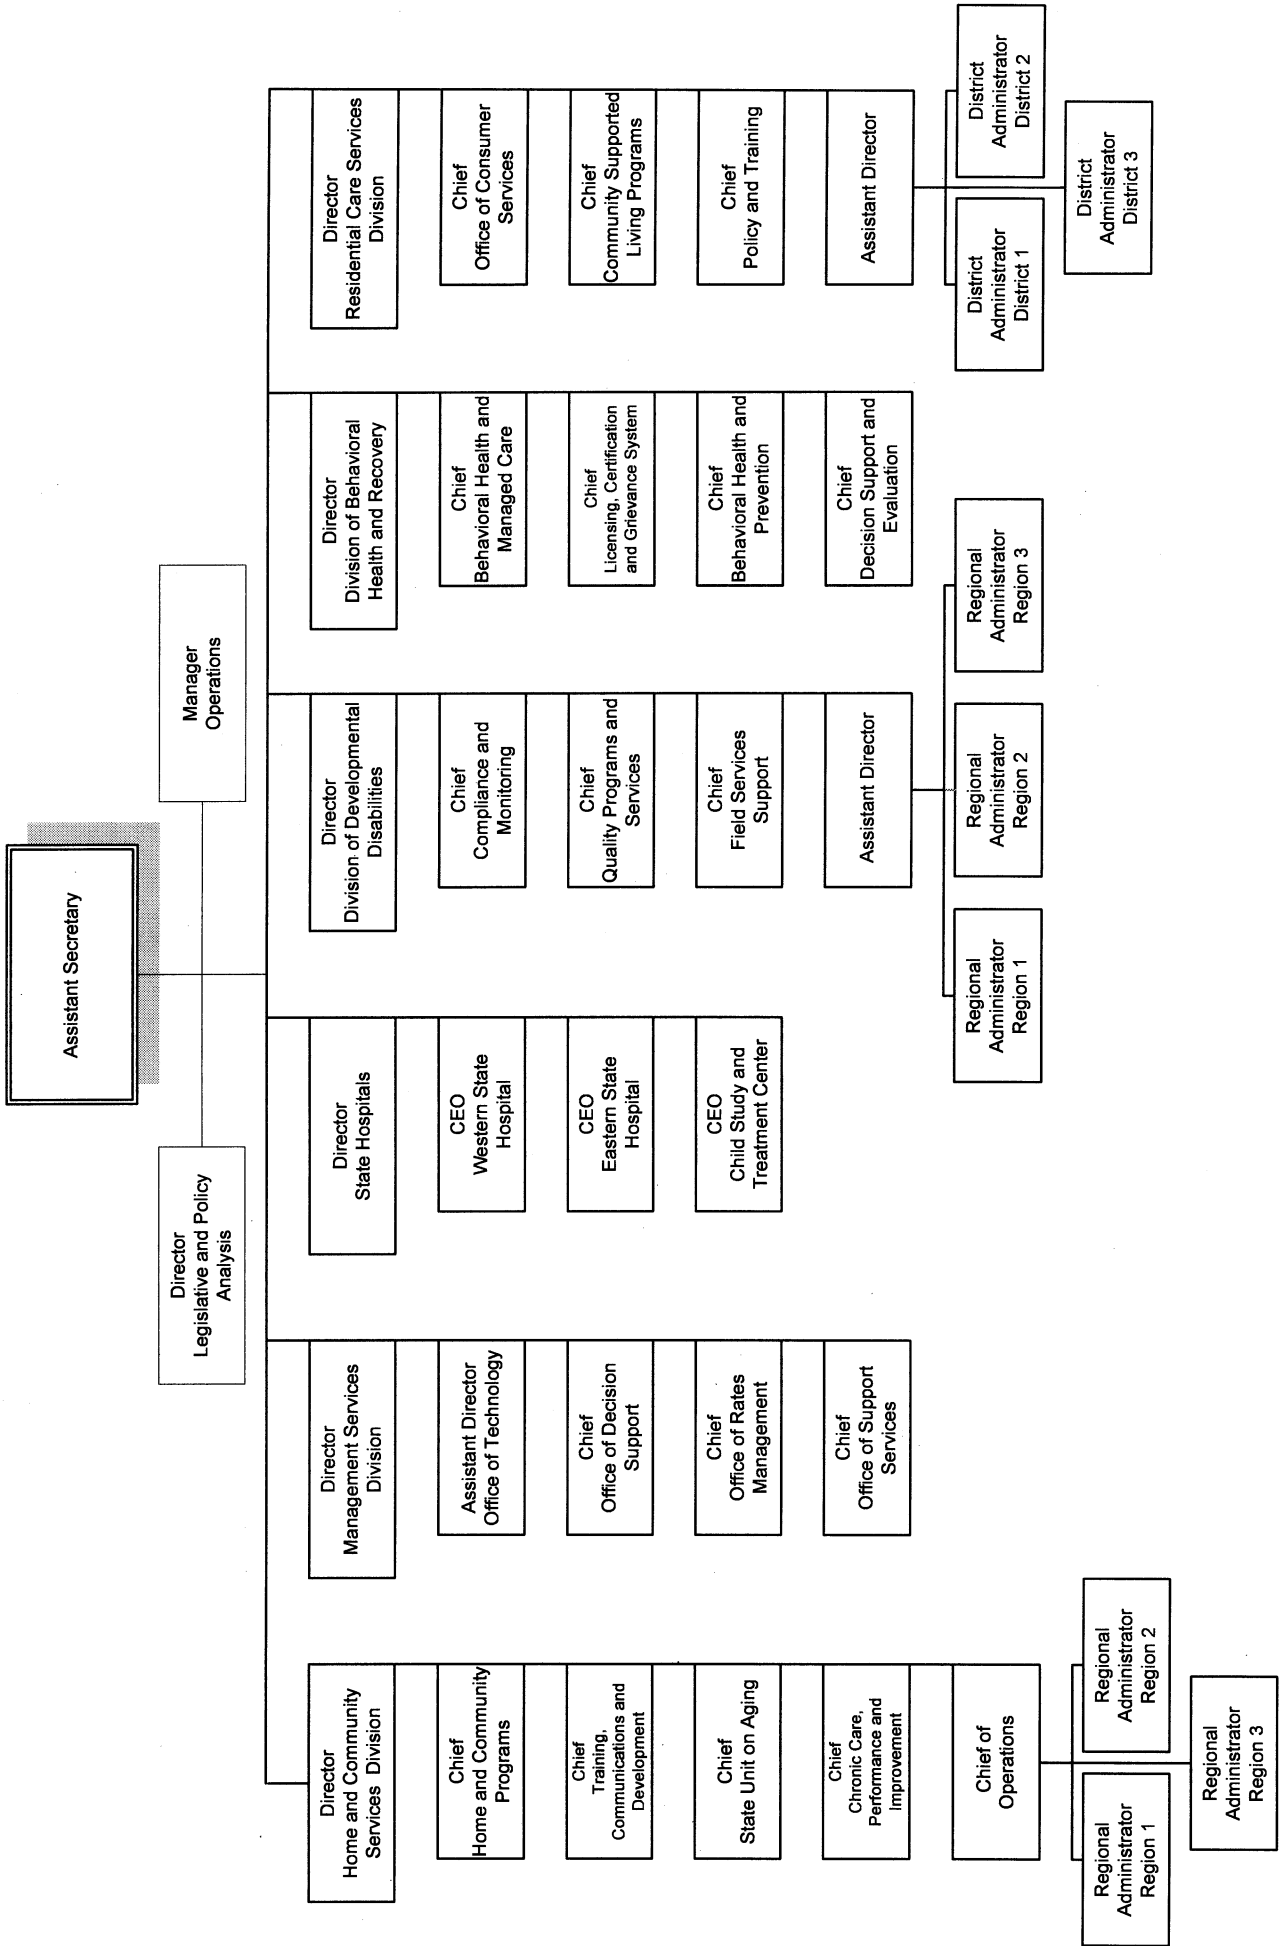 Assistant Secretary
Director
Legislative and Policy
Analysis
Manager
Operations
Director
Home and Community
Services Division
Chief
Home and Community
Programs
Chief
Training,
Communications and
Development
Chief
State Unit on Aging
Chief
Chronic Care,
Performance and
Improvement
Chief of
Operations
Regional
Administrator
Region 1
Regional
Administrator
Region 2
Regional
Administrator
Region 3
Director
Management Services
Division
Assistant Director
Office of Technology
Chief
Office of Decision
Support
Chief
Office of Rates
Management
Chief
Office of Support
Services
Director
State Hospitals
CEO
Western State
Hospital
CEO
Eastern State
Hospital
CEO
Child Study and
Treatment Center
Director
Division of Developmental
Disabilities
Chief
Compliance and
Monitoring
Chief
Quality Programs and
Services
Chief
Field Services
Support
Assistant Director
Regional
Administrator
Region 1
Regional
Administrator
Region 2
Regional
Administrator
Region 3
Director
Division of Behavioral
Health and Recovery
Chief
Behavioral Health and
Managed Care
Chief
Licensing, Certification
and Grievance System
Chief
Behavioral Health and
Prevention
Chief
Decision Support and
Evaluation
Director
Residential Care Services
Division
Chief
Office of Consumer
Services
Chief
Community Supported
Living Programs
Chief
Policy and Training
Assistant Director
District
Administrator
District 1
District
Administrator
District 2
District
Administrator
District 3